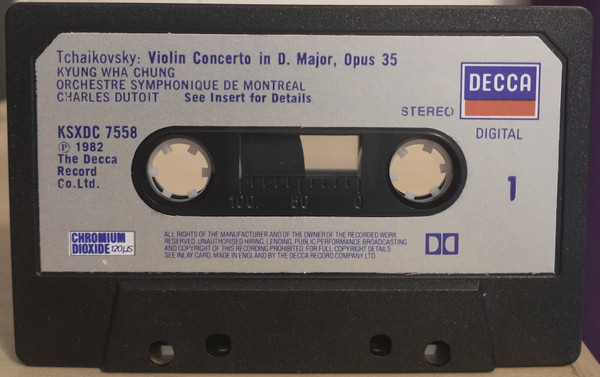 Tchaikovsky: Violin Concerto in D. Major, Opus 35
KYUNG WHA CHUNG
ORCHESTRE SYMPHONIQUE DE MONTREAL
CHARLES DUTOIT See Insert for Details
STEREO
DECCA
DIGITAL
KSXDC 7558
Ⓟ 1982
The Decca
Record
Co.Ltd.
100 50 0
1
CHROMIUM
DIOXIDE 120 µS
ALL RIGHTS OF THE MANUFACTURER AND OF THE OWNER OF THE RECORDED WORK
RESERVED. UNAUTHORISED HIRING, LENDING, PUBLIC PERFORMANCE BROADCASTING
AND COPYRIGHT OF THIS RECORDING PROHIBITED. FOR FULL COPYRIGHT DETAILS
SEE INLAY CARD. MADE IN ENGLAND BY THE DECCA RECORD COMPANY LTD